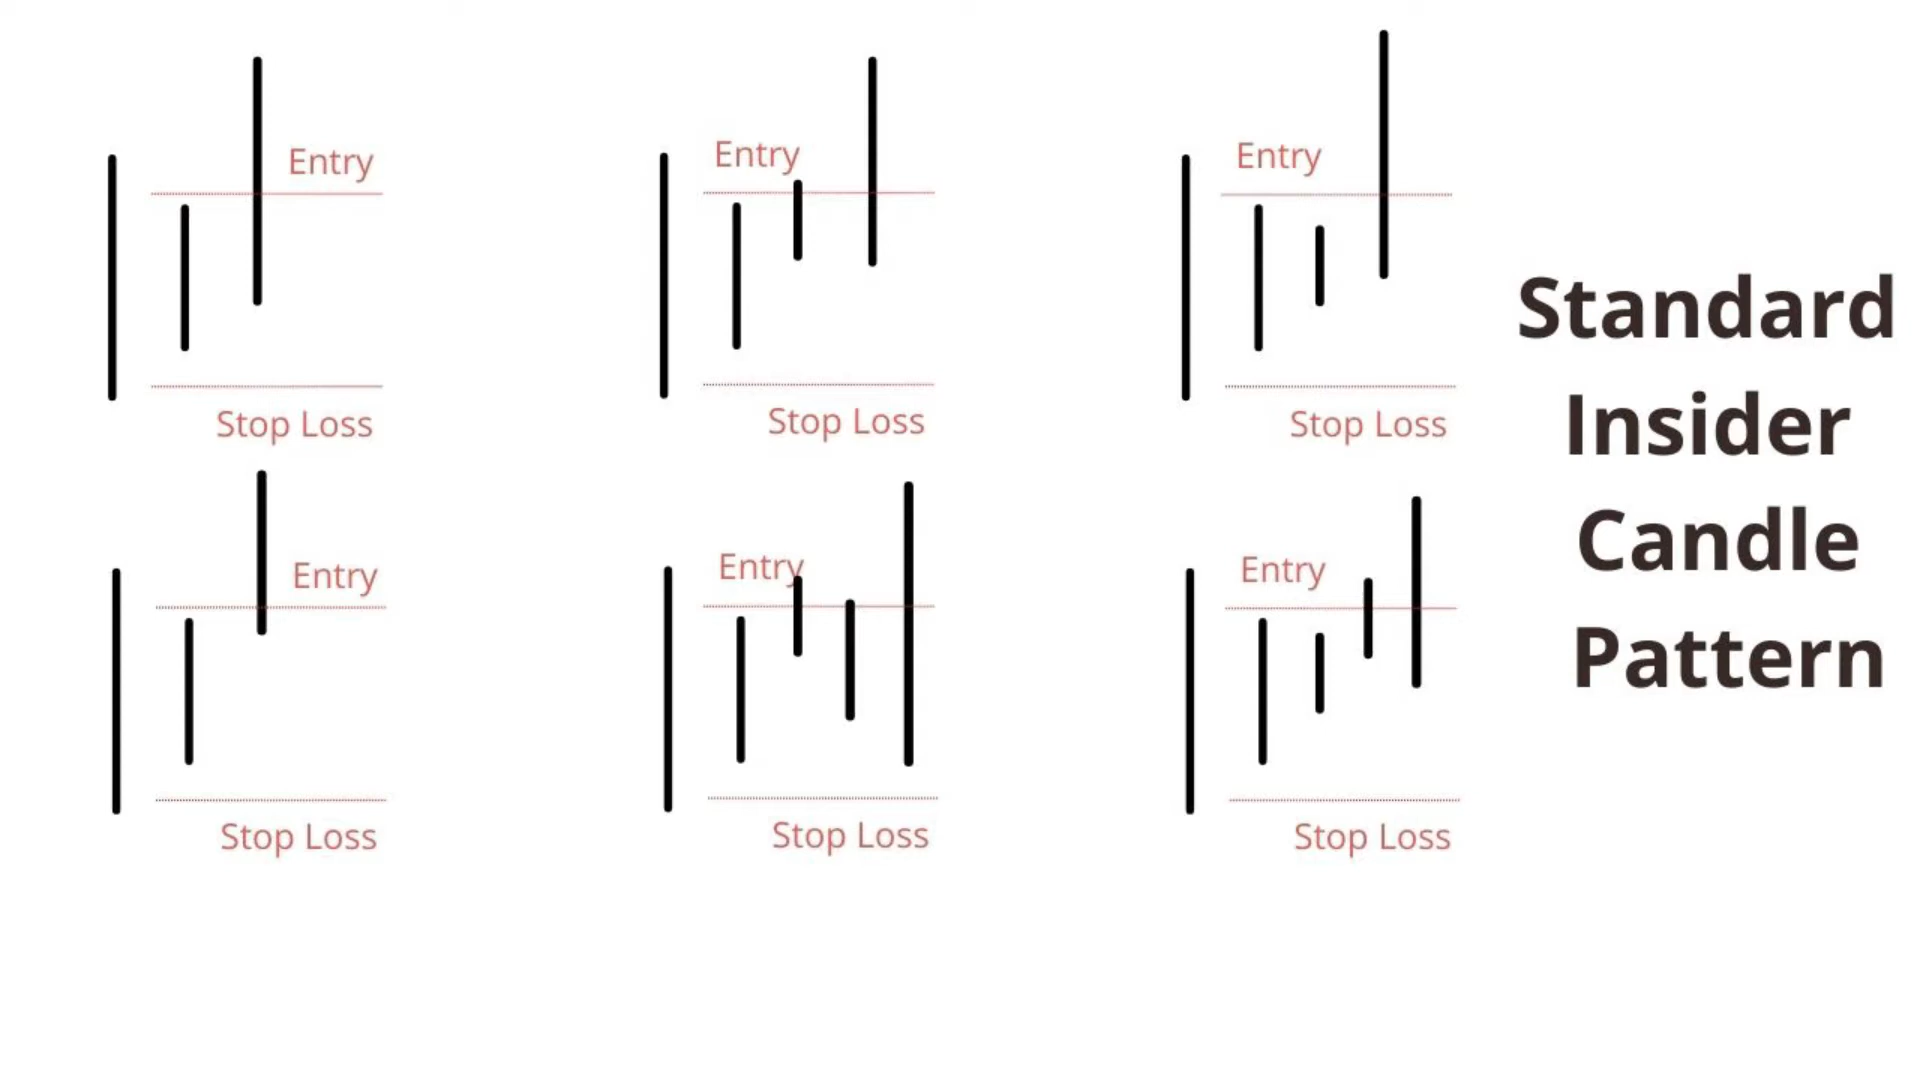 Entry
Entry
Entry
Stop Loss
Stop Loss
Stop Loss
Entry
Entry
Entry
Stop Loss
Stop Loss
Stop Loss
Standard
Insider
Candle
Pattern